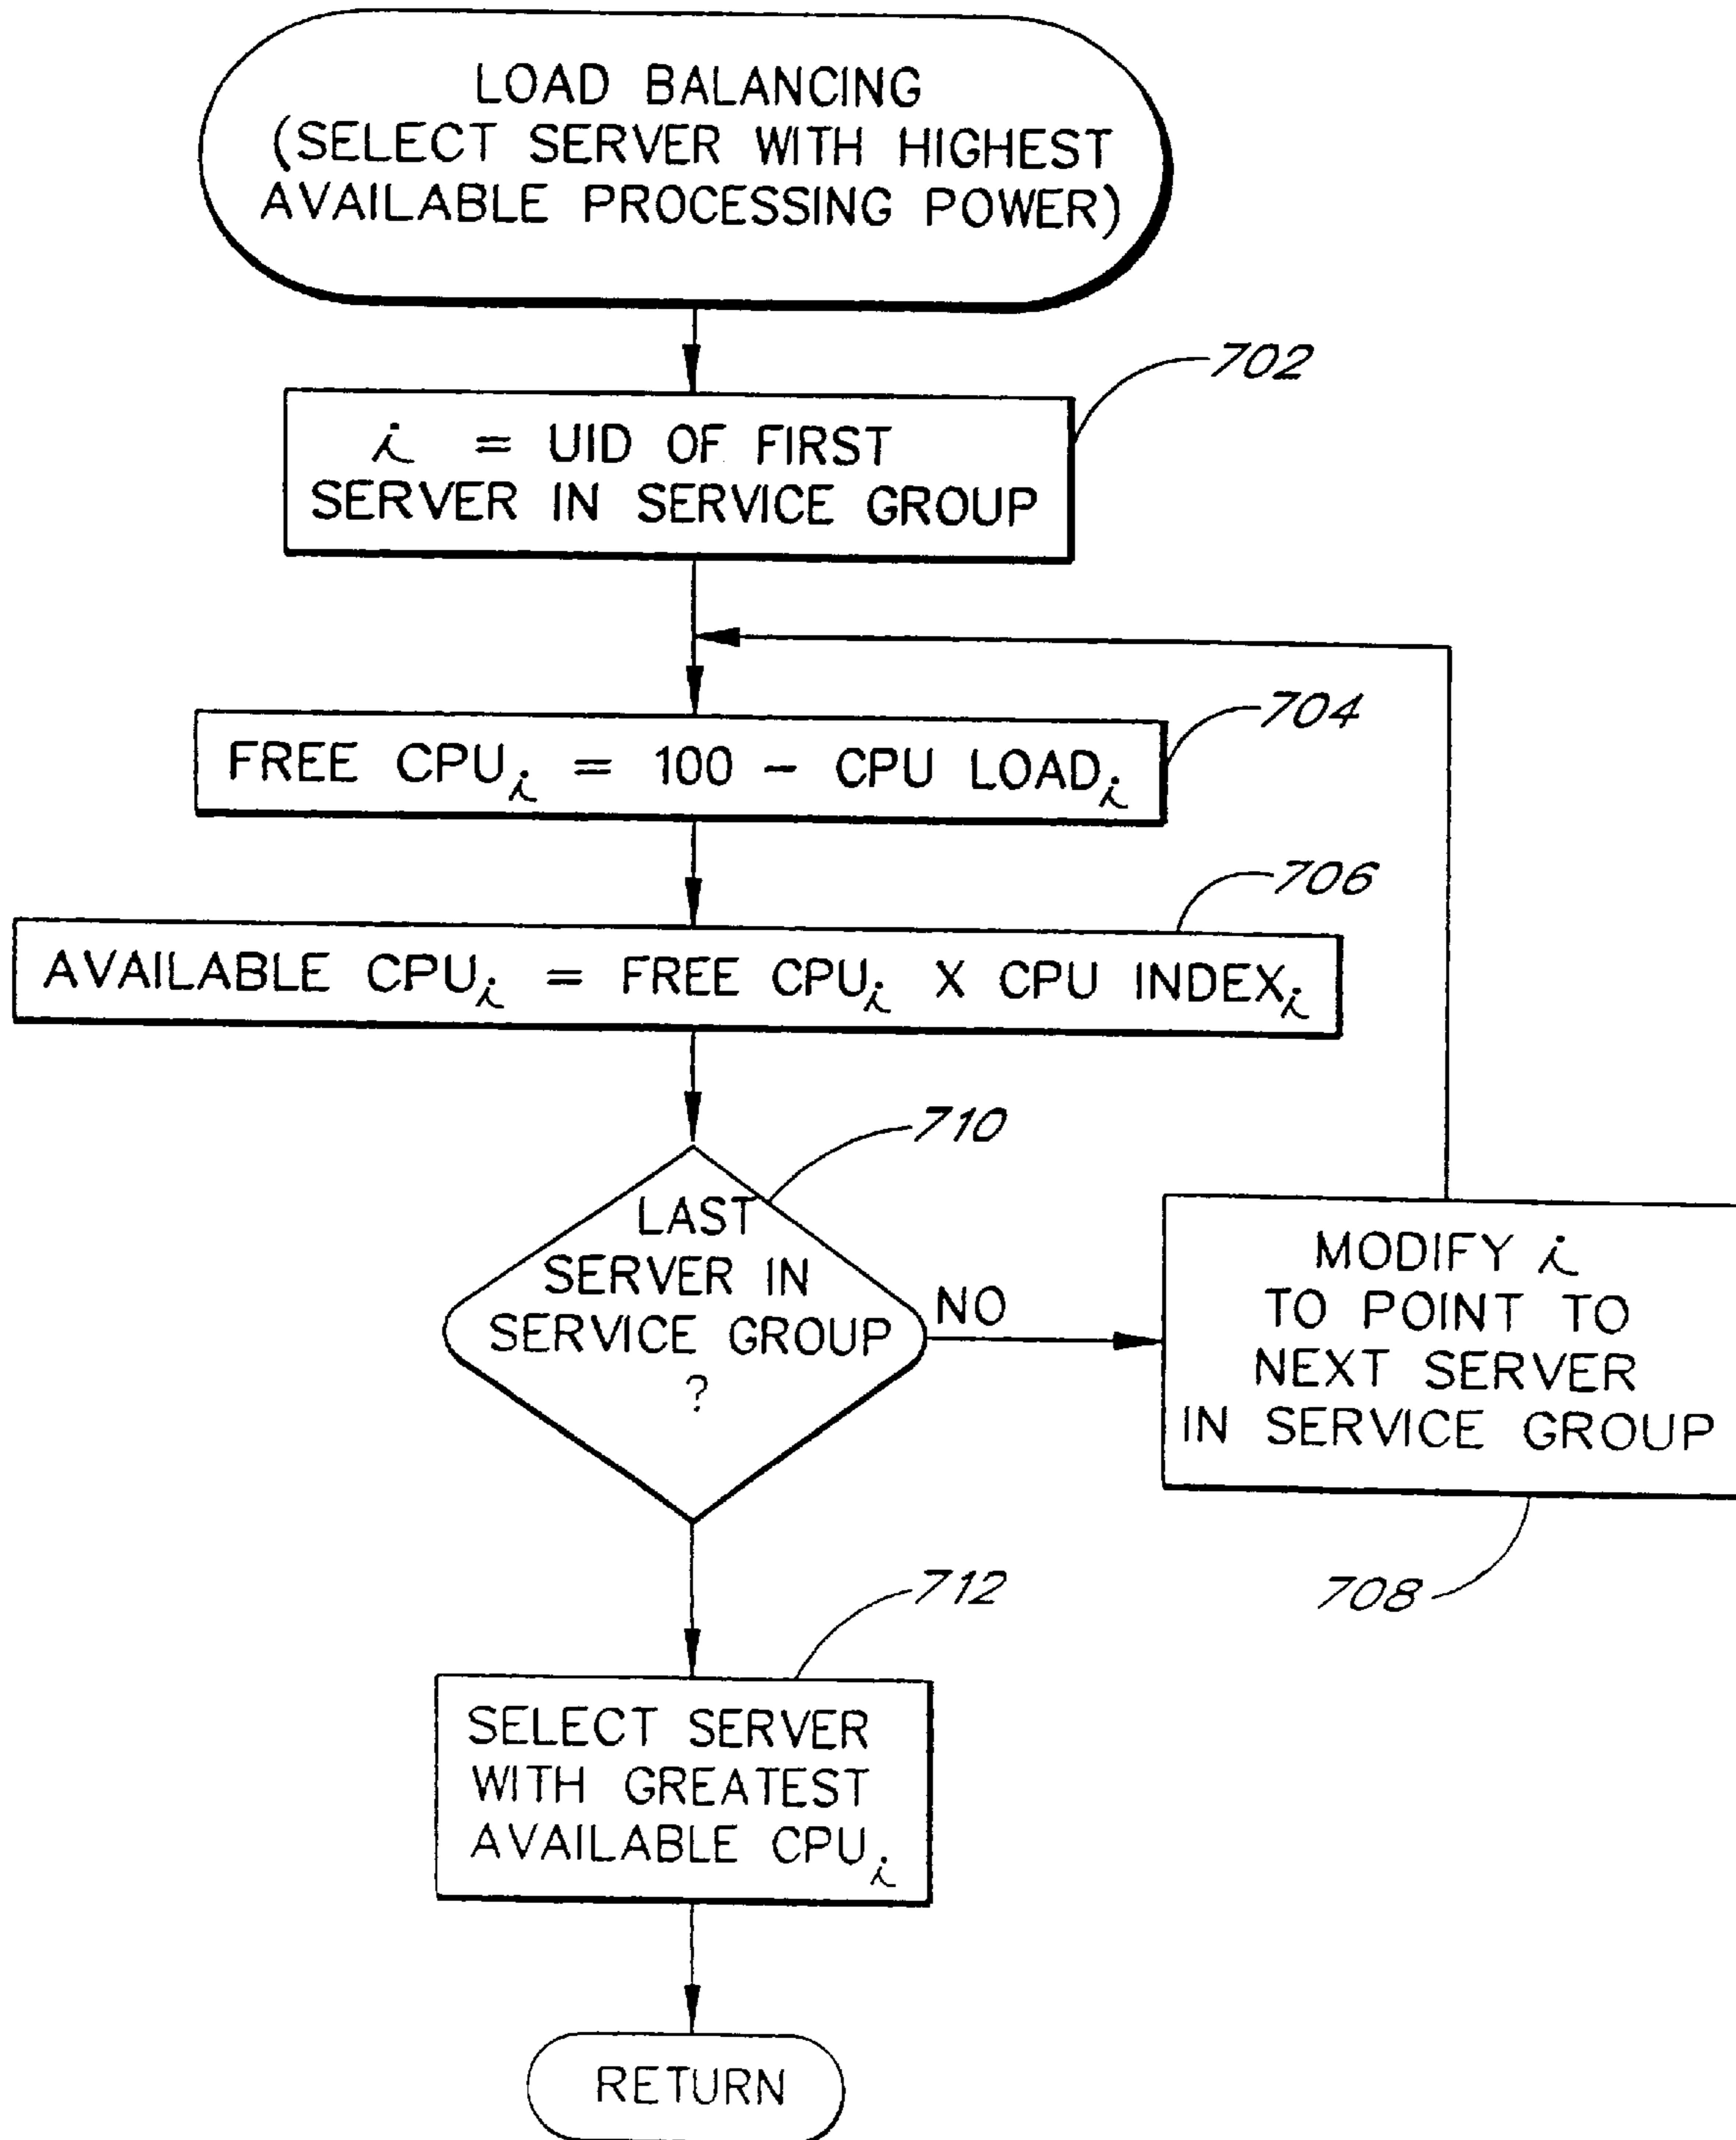 LOAD BALANCING
(SELECT SERVER WITH HIGHEST
AVAILABLE PROCESSING POWER)
702
i = UID OF FIRST
SERVER IN SERVICE GROUP
704
FREE CPUi = 100 – CPU LOADi
706
AVAILABLE CPUi = FREE CPUi X CPU INDEXi
710
LAST
SERVER IN
SERVICE GROUP
?
NO
MODIFY i
TO POINT TO
NEXT SERVER
IN SERVICE GROUP
708
712
SELECT SERVER
WITH GREATEST
AVAILABLE CPUi
RETURN